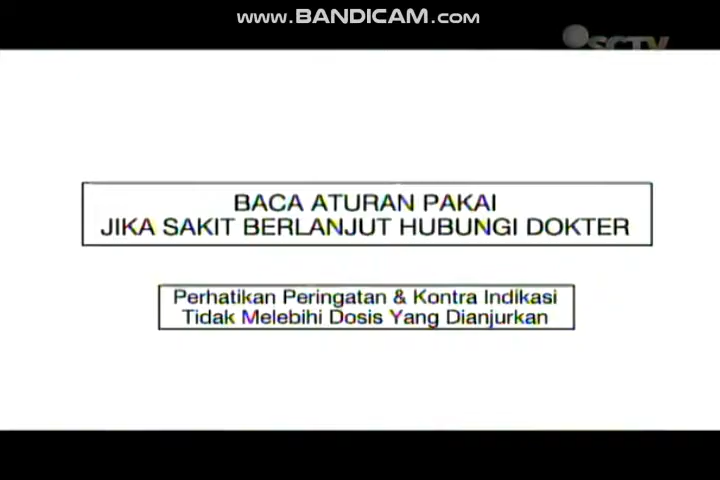 www.BANDICAM.com
SCTV
BACA ATURAN PAKAI
JIKA SAKIT BERLANJUT HUBUNGI DOKTER
Perhatikan Peringatan & Kontra Indikasi
Tidak Melebihi Dosis Yang Dianjurkan